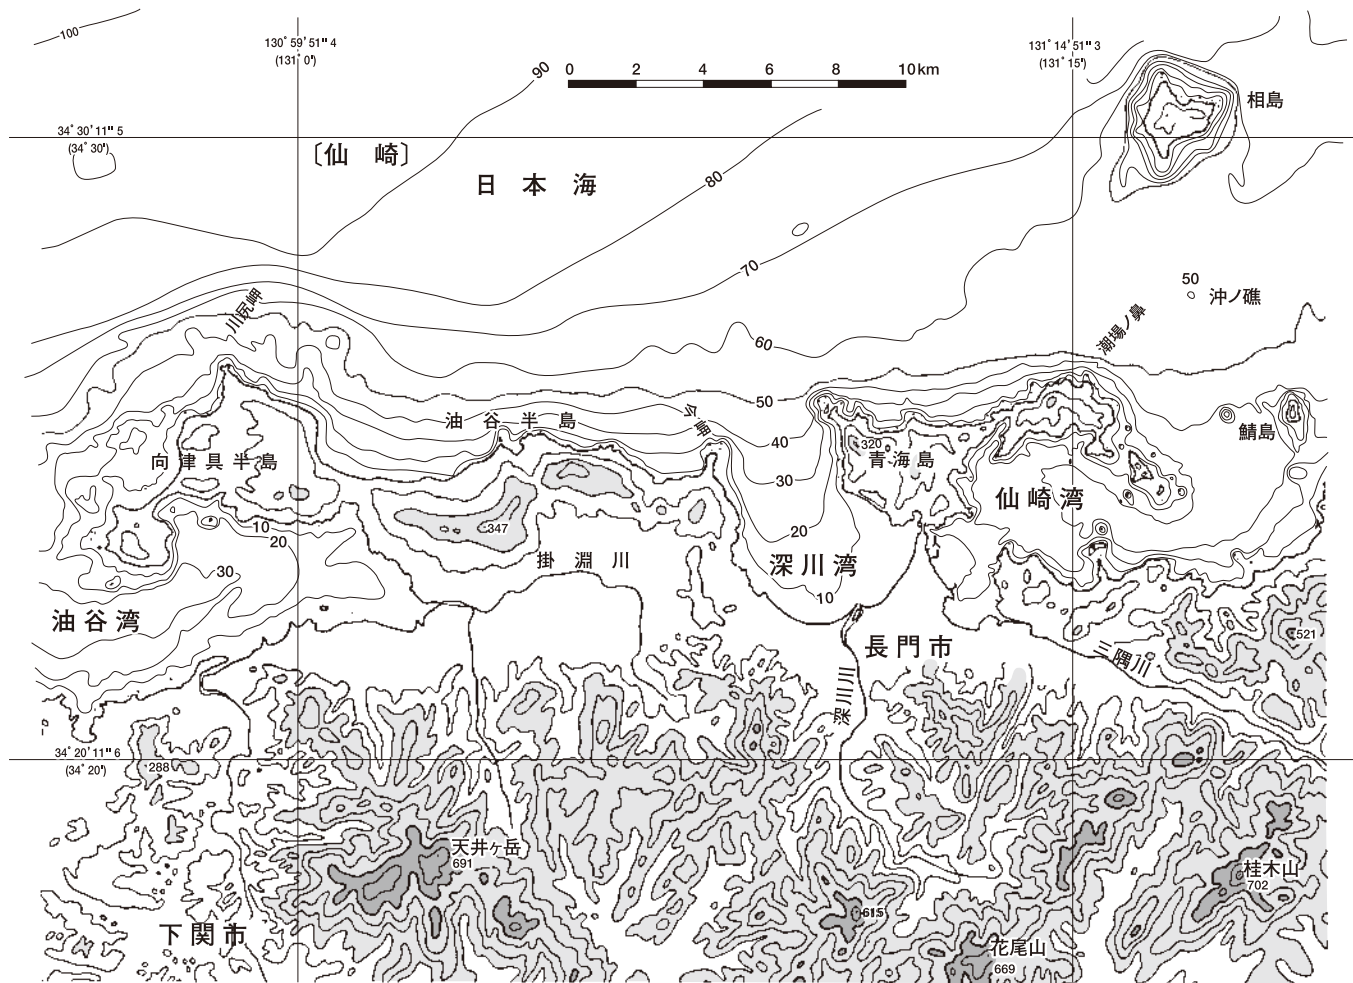 100
130° 59' 51" 4
(131° 0')
131° 14' 51" 3
(131° 15')
90
0 2 4 6 8 10km
相島
34° 30' 11" 5
(34° 30')
〔仙 崎〕
日 本 海
80
70
50
沖ノ礁
川尻岬
潮場ノ鼻
60
50
油 谷 半 島
今岬
40
320
鯖島
向 津 具 半 島
青 海 島
30
仙 崎 湾
10
347
20
20
掛 淵 川
深 川 湾
30
10
油 谷 湾
521
長 門 市
三隅川
深川川
34° 20' 11" 6
(34° 20')
288
天井ヶ岳
691
桂木山
702
615
下 関 市
花尾山
669